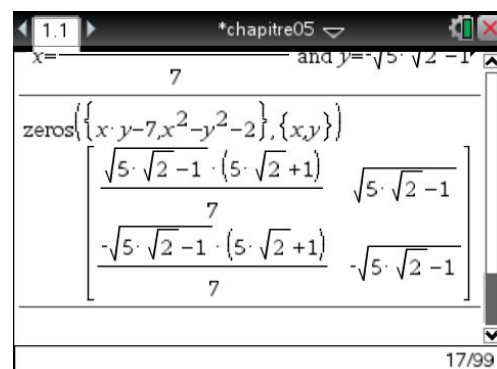 1.1 *chapitre05
x=――― and y=-√5·√2-1
7
zeros({x·y-7,x²-y²-2},{x,y})
[√(5·√2-1)·(5·√2+1)/7 √(5·√2-1)
-√(5·√2-1)·(5·√2+1)/7 -√(5·√2-1)]
17/99